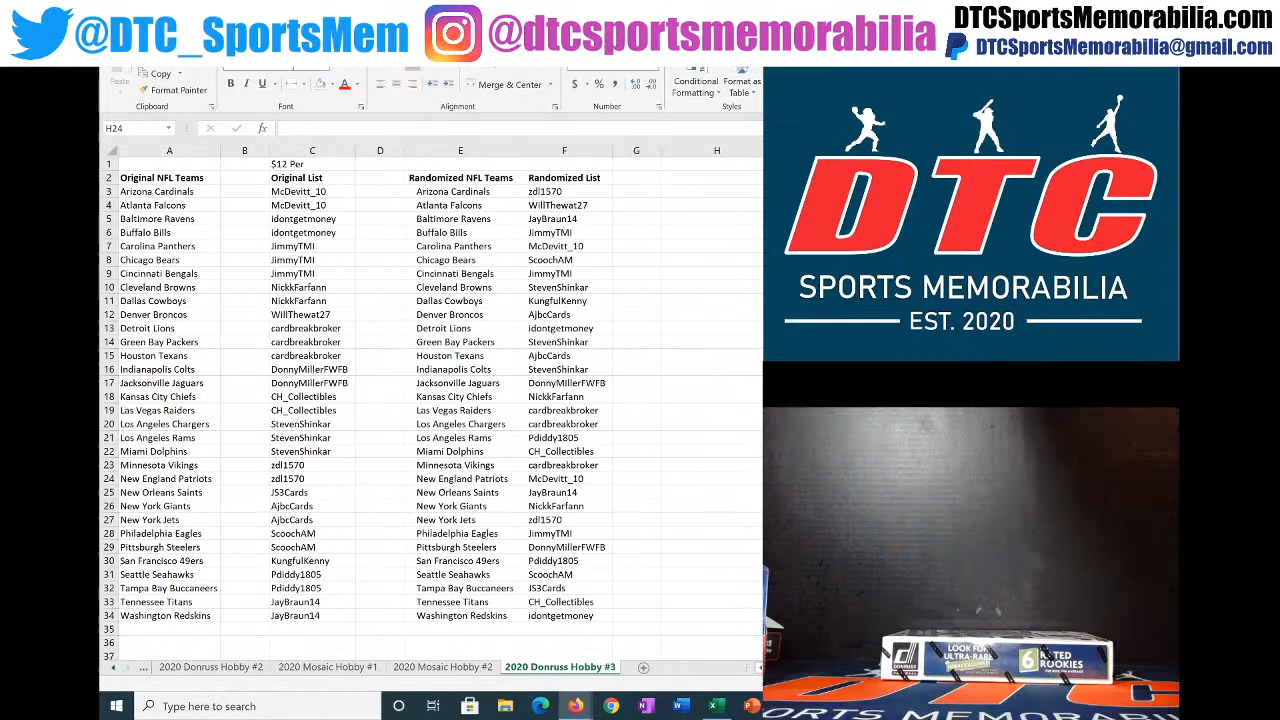 @DTC_SportsMem @dtcsportsmemorabilia DTCSportsMemorabilia.com
DTCSportsMemorabilia@gmail.com
Paste Copy
Format Painter
B I U A
Merge & Center $ % ,
Conditional Formatting Format as Table
Clipboard Font Alignment Number Styles
H24 fx
A B C D E F G H
1 $12 Per
2 Original NFL Teams Original List Randomized NFL Teams Randomized List
3 Arizona Cardinals McDevitt_10 Arizona Cardinals zdl1570
4 Atlanta Falcons McDevitt_10 Atlanta Falcons WillThewat27
5 Baltimore Ravens idontgetmoney Baltimore Ravens JayBraun14
6 Buffalo Bills idontgetmoney Buffalo Bills JimmyTMI
7 Carolina Panthers JimmyTMI Carolina Panthers McDevitt_10
8 Chicago Bears JimmyTMI Chicago Bears ScoochAM
9 Cincinnati Bengals JimmyTMI Cincinnati Bengals JimmyTMI
10 Cleveland Browns NickkFarfann Cleveland Browns StevenShinkar
11 Dallas Cowboys NickkFarfann Dallas Cowboys KungfulKenny
12 Denver Broncos WillThewat27 Denver Broncos AjbcCards
13 Detroit Lions cardbreakbroker Detroit Lions idontgetmoney
14 Green Bay Packers cardbreakbroker Green Bay Packers StevenShinkar
15 Houston Texans cardbreakbroker Houston Texans AjbcCards
16 Indianapolis Colts DonnyMillerFWFB Indianapolis Colts StevenShinkar
17 Jacksonville Jaguars DonnyMillerFWFB Jacksonville Jaguars DonnyMillerFWFB
18 Kansas City Chiefs CH_Collectibles Kansas City Chiefs NickkFarfann
19 Las Vegas Raiders CH_Collectibles Las Vegas Raiders cardbreakbroker
20 Los Angeles Chargers StevenShinkar Los Angeles Chargers cardbreakbroker
21 Los Angeles Rams StevenShinkar Los Angeles Rams Pdiddy1805
22 Miami Dolphins StevenShinkar Miami Dolphins CH_Collectibles
23 Minnesota Vikings zdl1570 Minnesota Vikings cardbreakbroker
24 New England Patriots zdl1570 New England Patriots McDevitt_10
25 New Orleans Saints JS3Cards New Orleans Saints JayBraun14
26 New York Giants AjbcCards New York Giants NickkFarfann
27 New York Jets AjbcCards New York Jets zdl1570
28 Philadelphia Eagles ScoochAM Philadelphia Eagles JimmyTMI
29 Pittsburgh Steelers ScoochAM Pittsburgh Steelers DonnyMillerFWFB
30 San Francisco 49ers KungfulKenny San Francisco 49ers Pdiddy1805
31 Seattle Seahawks Pdiddy1805 Seattle Seahawks ScoochAM
32 Tampa Bay Buccaneers Pdiddy1805 Tampa Bay Buccaneers JS3Cards
33 Tennessee Titans JayBraun14 Tennessee Titans CH_Collectibles
34 Washington Redskins JayBraun14 Washington Redskins idontgetmoney
35
36
37
... 2020 Donruss Hobby #2 2020 Mosaic Hobby #1 2020 Mosaic Hobby #2 2020 Donruss Hobby #3
Type here to search
DTC
SPORTS MEMORABILIA
EST. 2020
DONRUSS
LOOK FOR
ULTRA-RARE
6 RATED
ROOKIES
DTC
SPORTS MEMORABILIA